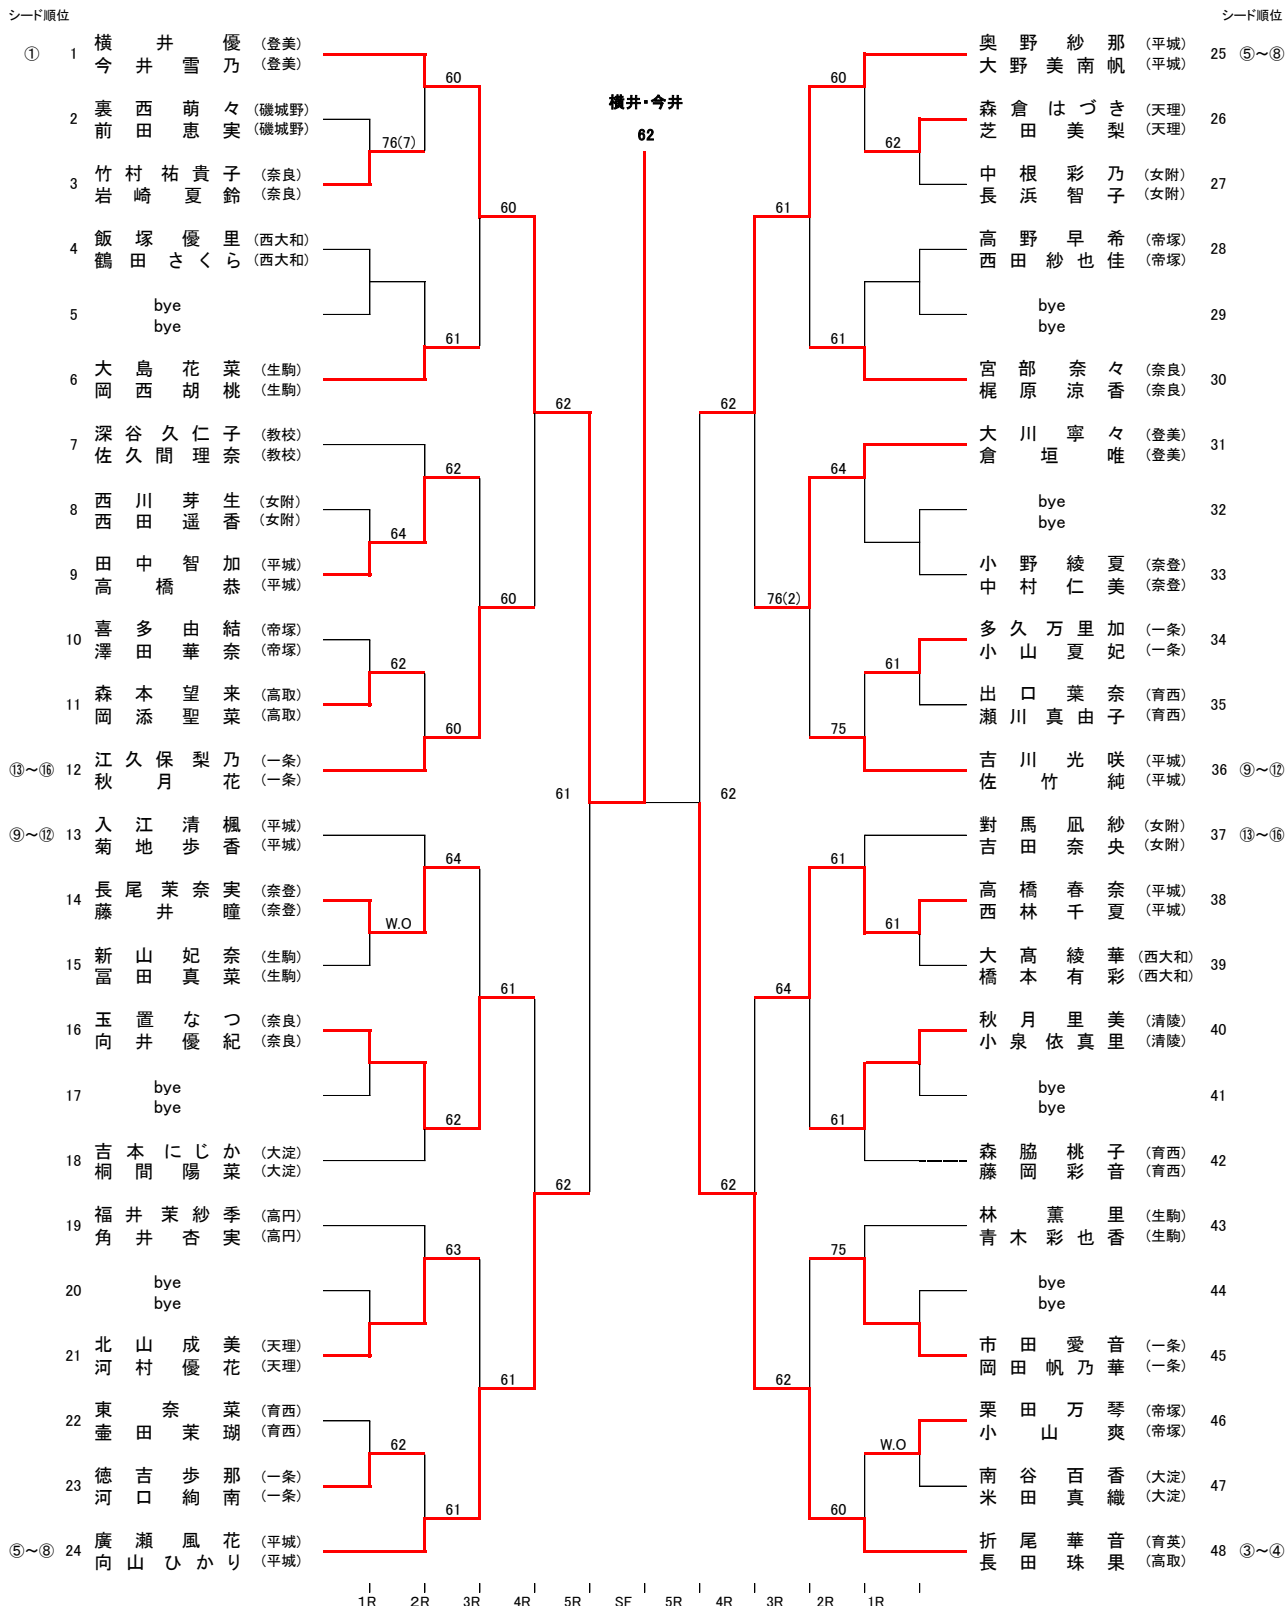 シード順位
シード順位
① 1 横井優 (登美)
今井雪乃 (登美)
2 裏西萌々 (磯城野)
前田恵実 (磯城野)
3 竹村祐貴子 (奈良)
岩崎夏鈴 (奈良)
4 飯塚優里 (西大和)
鶴田さくら (西大和)
5 bye
bye
6 大島花菜 (生駒)
岡西胡桃 (生駒)
7 深谷久仁子 (教校)
佐久間理奈 (教校)
8 西川芽生 (女附)
西田遥香 (女附)
9 田中智加 (平城)
高橋恭 (平城)
10 喜多由結 (帝塚)
澤田華奈 (帝塚)
11 森本望来 (高取)
岡添聖菜 (高取)
⑬～⑯ 12 江久保梨乃 (一条)
秋月花 (一条)
⑨～⑫ 13 入江清楓 (平城)
菊地歩香 (平城)
14 長尾茉奈実 (奈登)
藤井瞳 (奈登)
15 新山妃奈 (生駒)
冨田真菜 (生駒)
16 玉置なつ (奈良)
向井優紀 (奈良)
17 bye
bye
18 吉本にじか (大淀)
桐間陽菜 (大淀)
19 福井茉紗季 (高円)
角井杏実 (高円)
20 bye
bye
21 北山成美 (天理)
河村優花 (天理)
22 東奈菜 (育西)
壷田茉瑚 (育西)
23 徳吉歩那 (一条)
河口絢南 (一条)
⑤～⑧ 24 廣瀬風花 (平城)
向山ひかり (平城)
60
76(7)
60
61
62
62
64
60
62
60
61
64
W.O
61
62
62
63
61
62
61
横井・今井
62
60
62
61
61
62
64
76(2)
61
75
62
61
61
64
61
62
75
62
W.O
60
奥野紗那 (平城) 25 ⑤～⑧
大野美南帆 (平城)
森倉はづき (天理) 26
芝田美梨 (天理)
中根彩乃 (女附) 27
長浜智子 (女附)
高野早希 (帝塚) 28
西田紗也佳 (帝塚)
bye 29
bye
宮部奈々 (奈良) 30
梶原涼香 (奈良)
大川寧々 (登美) 31
倉垣唯 (登美)
bye 32
bye
小野綾夏 (奈登) 33
中村仁美 (奈登)
多久万里加 (一条) 34
小山夏妃 (一条)
出口葉奈 (育西) 35
瀬川真由子 (育西)
吉川光咲 (平城) 36 ⑨～⑫
佐竹純 (平城)
對馬凪紗 (女附) 37 ⑬～⑯
吉田奈央 (女附)
高橋春奈 (平城) 38
西林千夏 (平城)
大髙綾華 (西大和) 39
橋本有彩 (西大和)
秋月里美 (清陵) 40
小泉依真里 (清陵)
bye 41
bye
森脇桃子 (育西) 42
藤岡彩音 (育西)
林薫里 (生駒) 43
青木彩也香 (生駒)
bye 44
bye
市田愛音 (一条) 45
岡田帆乃華 (一条)
栗田万琴 (帝塚) 46
小山爽 (帝塚)
南谷百香 (大淀) 47
米田真織 (大淀)
折尾華音 (育英) 48 ③～④
長田珠果 (高取)
1R 2R 3R 4R 5R SF 5R 4R 3R 2R 1R